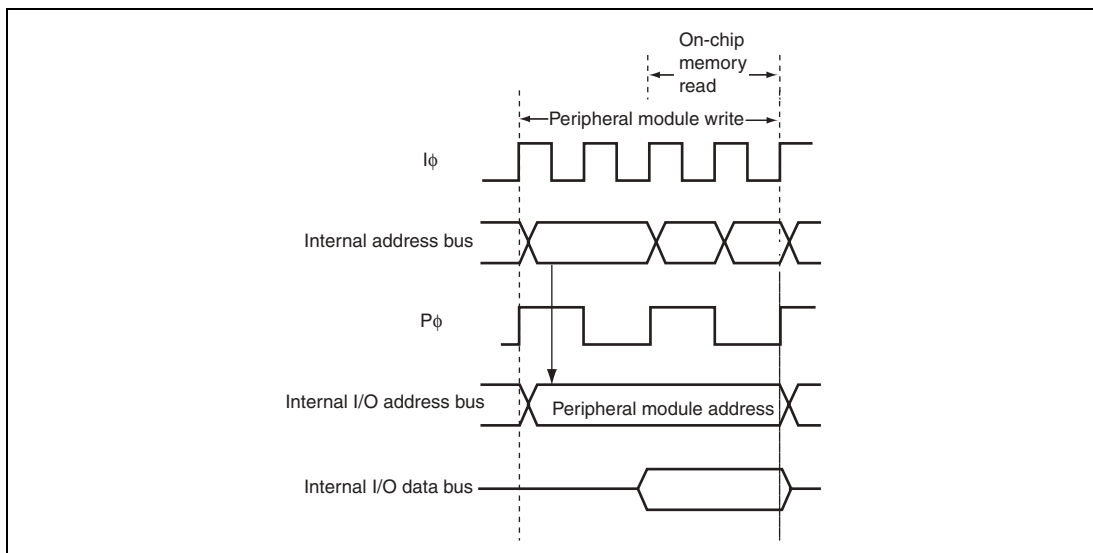 On-chip
memory
read
Peripheral module write
Iϕ
Internal address bus
Pϕ
Internal I/O address bus
Peripheral module address
Internal I/O data bus